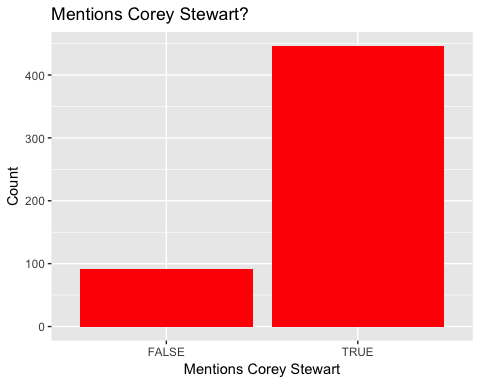 Mentions Corey Stewart?
Count
400
300
200
100
0
FALSE TRUE
Mentions Corey Stewart